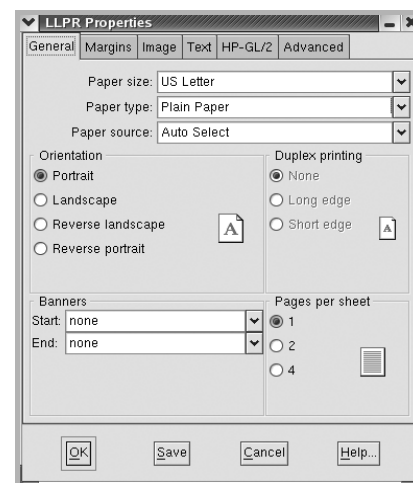 LLPR Properties
General Margins Image Text HP-GL/2 Advanced
Paper size: US Letter
Paper type: Plain Paper
Paper source: Auto Select
Orientation
Portrait
Landscape
Reverse landscape
Reverse portrait
A
Duplex printing
None
Long edge
Short edge
A
Banners
Start: none
End: none
Pages per sheet
1
2
4
OK Save Cancel Help...